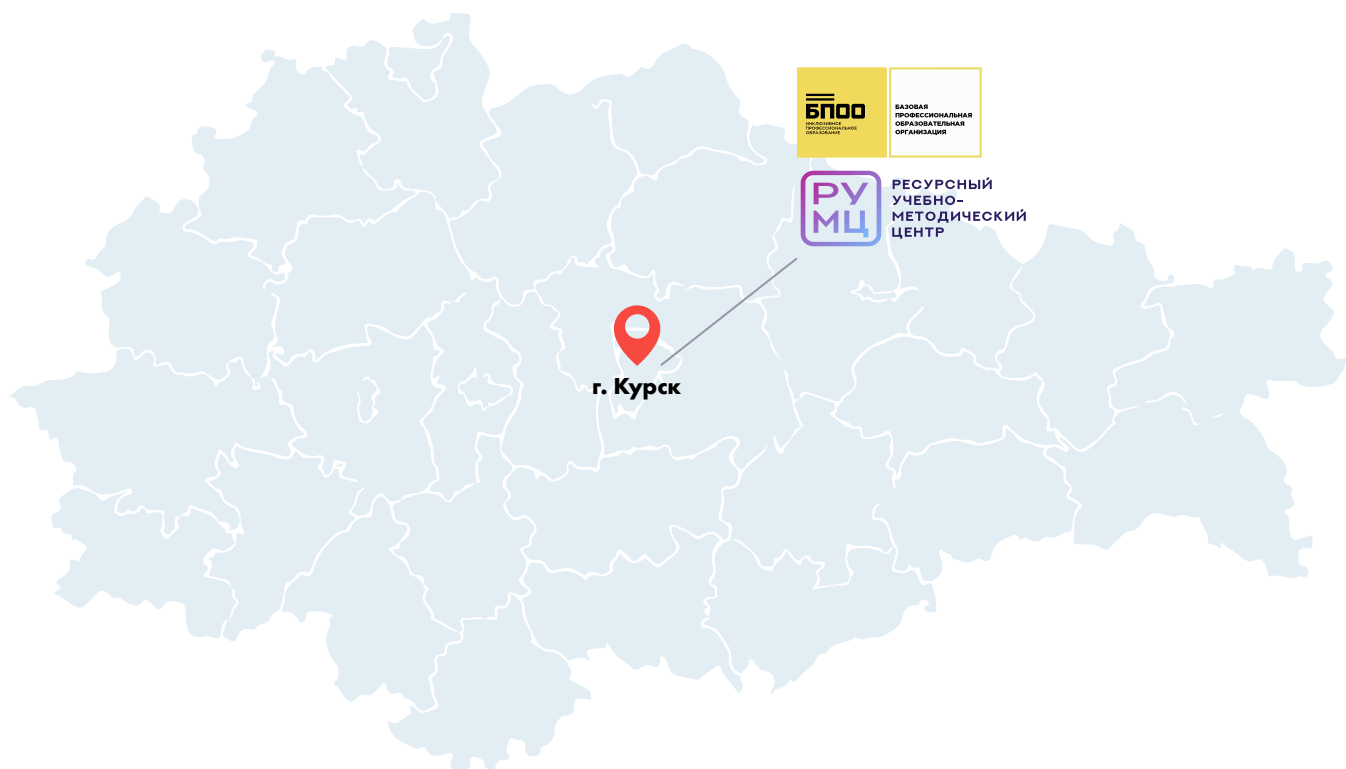 БПОО
ИНКЛЮЗИВНОЕ
ПРОФЕССИОНАЛЬНОЕ
ОБРАЗОВАНИЕ
БАЗОВАЯ
ПРОФЕССИОНАЛЬНАЯ
ОБРАЗОВАТЕЛЬНАЯ
ОРГАНИЗАЦИЯ
РУ
МЦ
РЕСУРСНЫЙ
УЧЕБНО-
МЕТОДИЧЕСКИЙ
ЦЕНТР
г. Курск